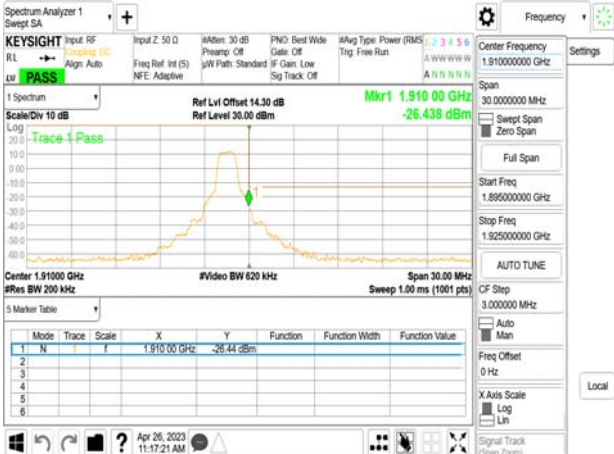 Spectrum Analyzer 1
Swept SA
+
Frequency
KEYSIGHT Input: RF Input Z: 50 Ω #Atten: 30 dB PNO: Best Wide #Avg Type: Power (RMS 1 2 3 4 5 6
RL Coupling: DC Preamp: Off Gate: Off Trig: Free Run
Align: Auto Freq Ref: Int (S) µW Path: Standard IF Gain: Low A W W W W W
LV PASS NFE: Adaptive Sig Track: Off A N N N N N
Center Frequency
1.910000000 GHz
Settings
Span
30.0000000 MHz
Swept Span
Zero Span
Full Span
Start Freq
1.895000000 GHz
Stop Freq
1.925000000 GHz
AUTO TUNE
CF Step
3.000000 MHz
Auto
Man
Freq Offset
0 Hz
X Axis Scale
Log
Lin
Signal Track
(Span Zoom)
Local
1 Spectrum
Ref Lvl Offset 14.30 dB Mkr1 1.910 00 GHz
Scale/Div 10 dB Ref Level 30.00 dBm -26.438 dBm
Log
Trace 1 Pass
20.0
10.0
0.00
-10.0
-20.0
-30.0
-40.0
-50.0
-60.0
1
Center 1.91000 GHz #Video BW 620 kHz Span 30.00 MHz
#Res BW 200 kHz Sweep 1.00 ms (1001 pts)
5 Marker Table
Mode Trace Scale X Y Function Function Width Function Value
1 N 1 f 1.910 00 GHz -26.44 dBm
2
3
4
5
6
? Apr 26, 2023
11:17:21 AM